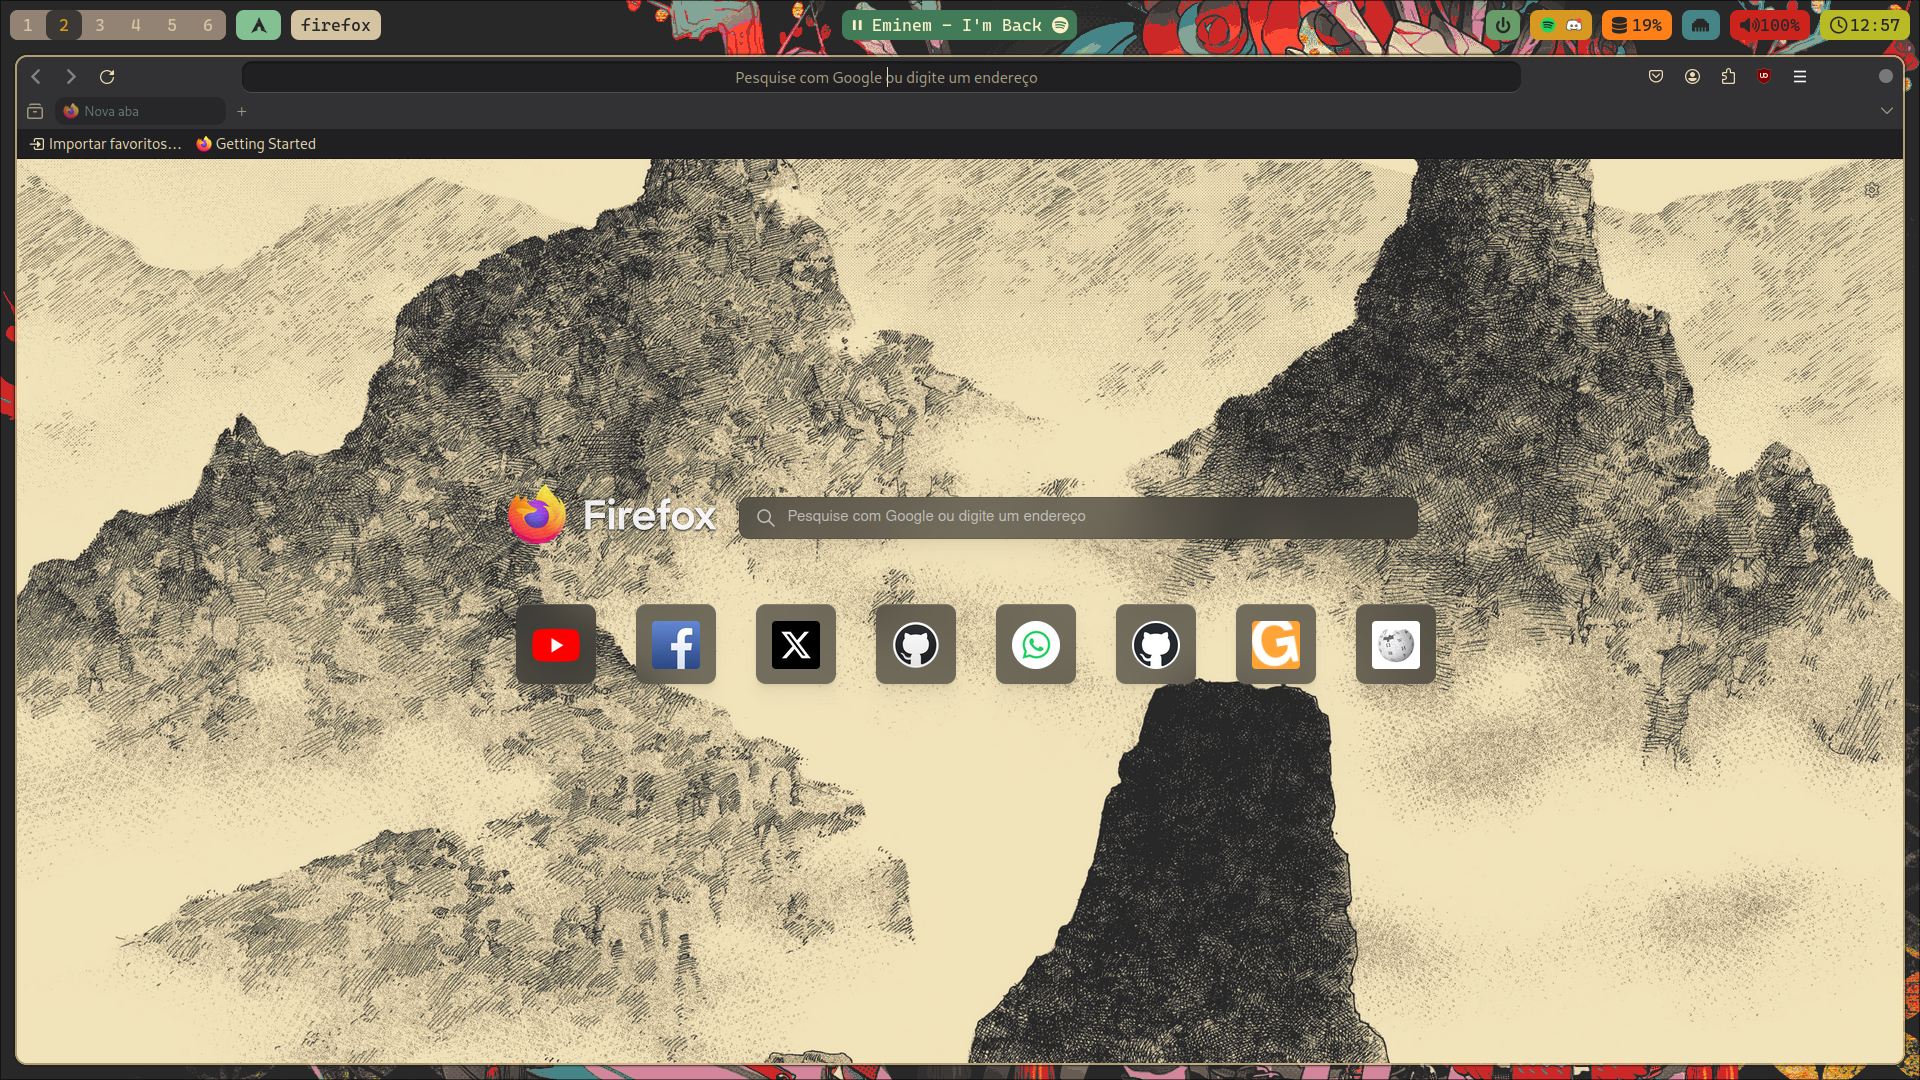 1 2 3 4 5 6 firefox Eminem - I'm Back 19% 100% 12:57
Pesquise com Google ou digite um endereço
Nova aba
Importar favoritos... Getting Started
Firefox Pesquise com Google ou digite um endereço